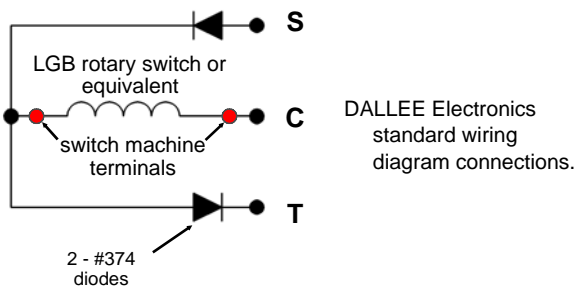 S
LGB rotary switch or
equivalent
C
switch machine
terminals
T
2 - #374
diodes
DALLEE Electronics
standard wiring
diagram connections.